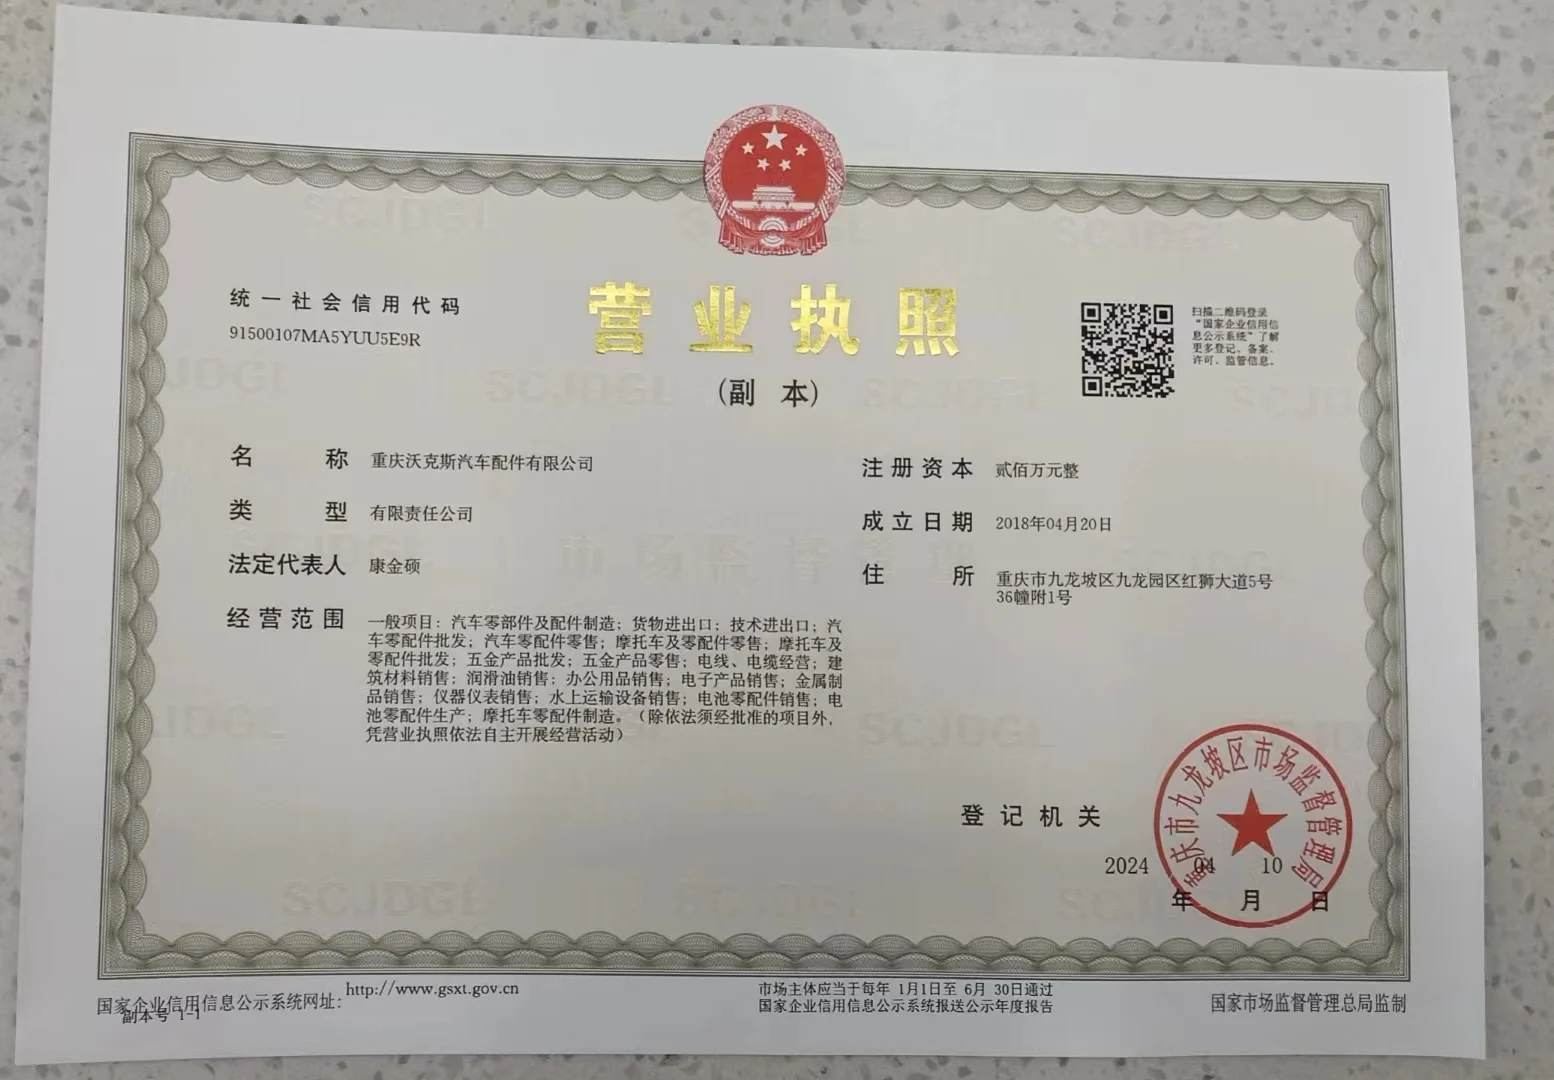 统一社会信用代码
91500107MA5YUU5E9R
营业执照
(副 本)
扫描二维码登录
“国家企业信用信
息公示系统”了解
更多登记、备案、
许可、监管信息。
名 称 重庆沃克斯汽车配件有限公司
类 型 有限责任公司
法定代表人 康金硕
经营范围 一般项目：汽车零部件及配件制造；货物进出口；技术进出口；汽
车零配件批发；汽车零配件零售；摩托车及零配件零售；摩托车及
零配件批发；五金产品批发；五金产品零售；电线、电缆经营；建
筑材料销售；润滑油销售；办公用品销售；电子产品销售；金属制
品销售；仪器仪表销售；水上运输设备销售；电池零配件销售；电
池零配件生产；摩托车零配件制造。（除依法须经批准的项目外，
凭营业执照依法自主开展经营活动）
注册资本 贰佰万元整
成立日期 2018年04月20日
住 所 重庆市九龙坡区九龙园区红狮大道5号
36幢附1号
登记机关
重庆市九龙坡区市场监督管理局
2024 04 10
年 月 日
国家企业信用信息公示系统网址：http://www.gsxt.gov.cn
副本号 1-1
市场主体应当于每年 1月1日至 6月 30日通过
国家企业信用信息公示系统报送公示年度报告
国家市场监督管理总局监制
SCJDGL